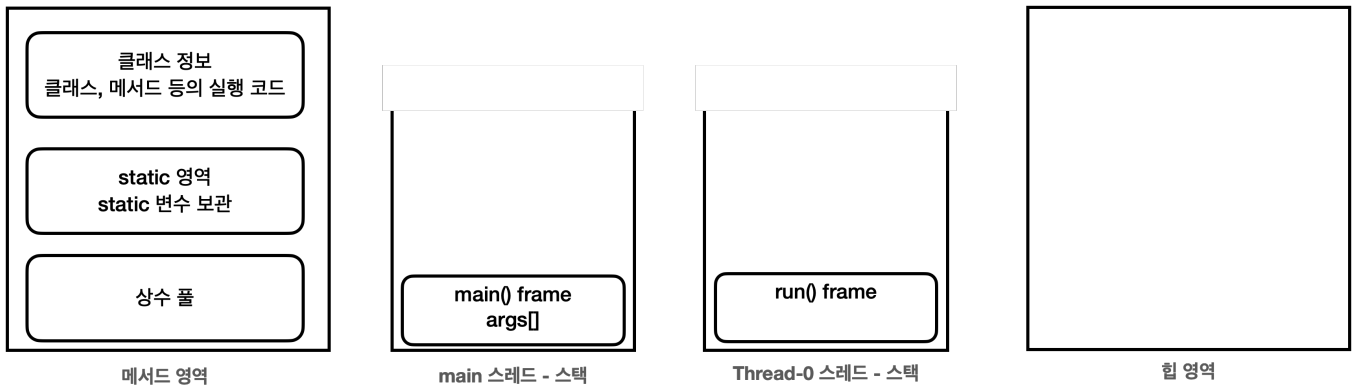 클래스 정보
클래스, 메서드 등의 실행 코드
static 영역
static 변수 보관
상수 풀
메서드 영역
main() frame
args[]
main 스레드 - 스택
run() frame
Thread-0 스레드 - 스택
힙 영역